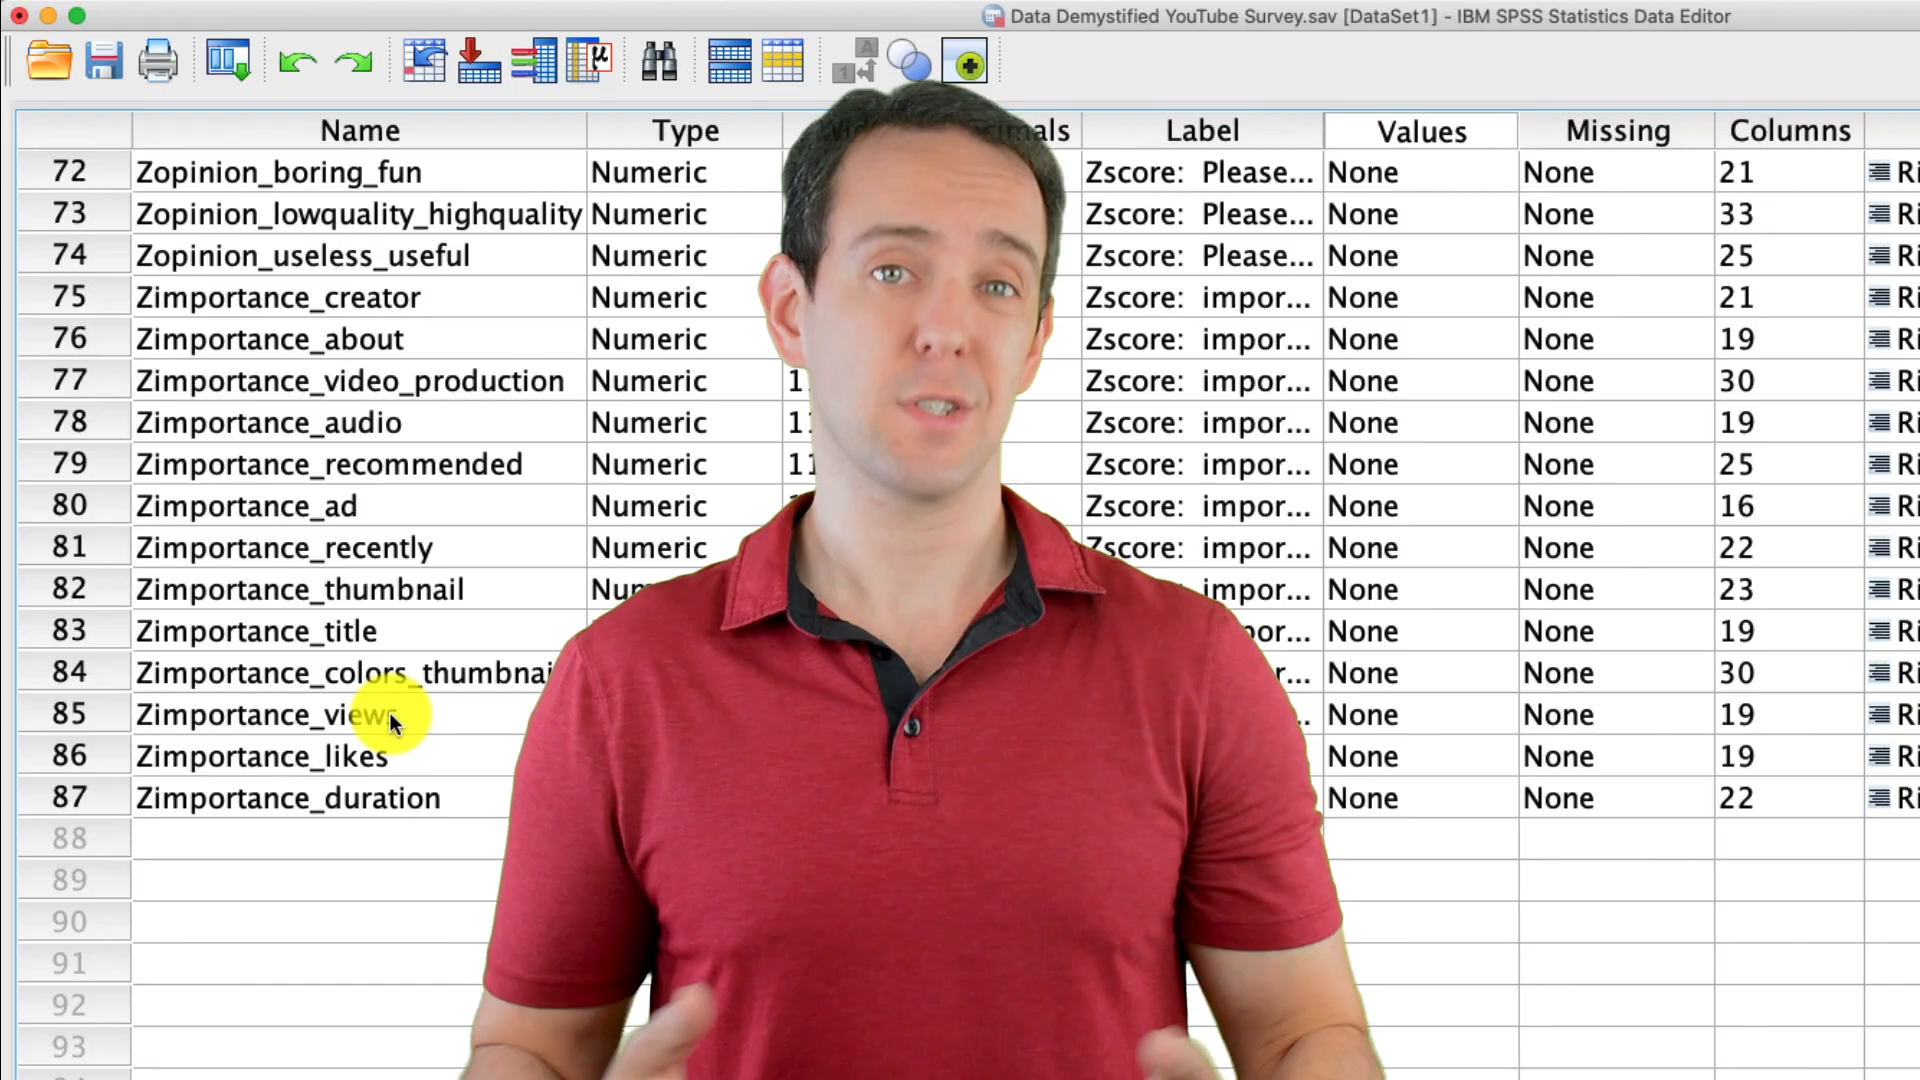 Data Demystified YouTube Survey.sav [DataSet1] - IBM SPSS Statistics Data Editor
Name Type Label Values Missing Columns
72 Zopinion_boring_fun Numeric Zscore: Please... None None 21
73 Zopinion_lowquality_highquality Numeric Zscore: Please... None None 33
74 Zopinion_useless_useful Numeric Zscore: Please... None None 25
75 Zimportance_creator Numeric Zscore: impor... None None 21
76 Zimportance_about Numeric Zscore: impor... None None 19
77 Zimportance_video_production Numeric Zscore: impor... None None 30
78 Zimportance_audio Numeric Zscore: impor... None None 19
79 Zimportance_recommended Numeric Zscore: impor... None None 25
80 Zimportance_ad Numeric Zscore: impor... None None 16
81 Zimportance_recently Numeric Zscore: impor... None None 22
82 Zimportance_thumbnail impor... None None 23
83 Zimportance_title None None 19
84 None None 30
85 Zimportance_views None None 19
86 Zimportance_likes None None 19
87 Zimportance_duration None None 22
88
89
90
91
92
93